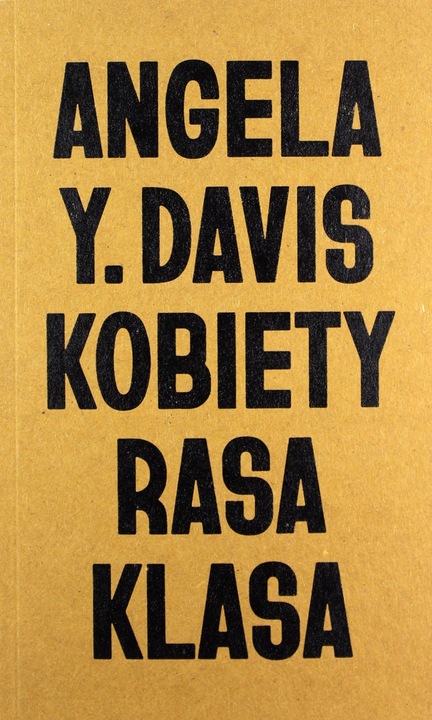 ANGELA
Y. DAVIS
KOBIETY
RASA
KLASA